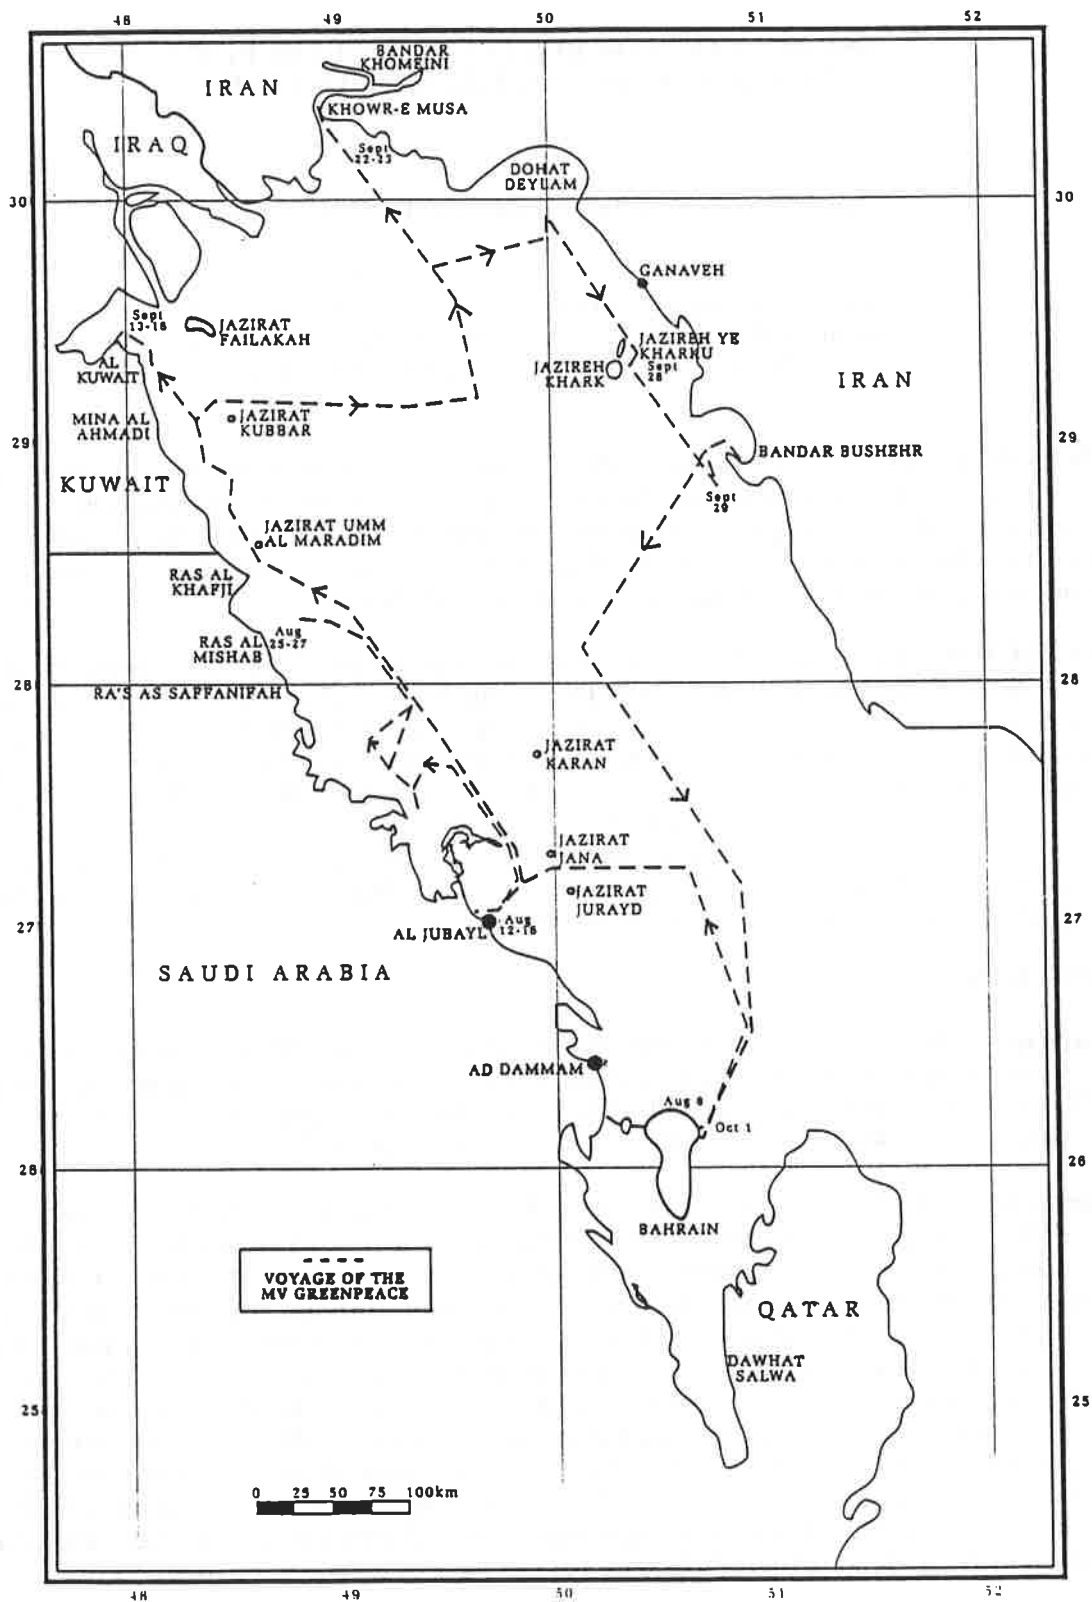 48 49 50 51 52
BANDAR
KHOMEINI
IRAN
KHOWR-E MUSA
IRAQ
Sept
22-23
DOHAT
DEYLAM
30 30
GANAVEH
Sept
13-16
JAZIRAT
FAILAKAH
JAZIREH YE
KHARKU
JAZIREH
KHARK
Sept
28
AL
KUWAIT
IRAN
MINA AL
AHMADI
JAZIRAT
KUBBAR
29 29
BANDAR BUSHEHR
KUWAIT
Sept
29
JAZIRAT UMM
AL MARADIM
RAS AL
KHAFJI
Aug
25-27
RAS AL
MISHAB
28 28
RA'S AS SAFFANIFAH
JAZIRAT
KARAN
JAZIRAT
JANA
JAZIRAT
JURAYD
27 27
AL JUBAYL
Aug
12-16
SAUDI ARABIA
AD DAMMAM
Aug 8
Oct 1
26 26
BAHRAIN
VOYAGE OF THE
MV GREENPEACE
QATAR
DAWHAT
SALWA
25 25
0 25 50 75 100km
48 49 50 51 52